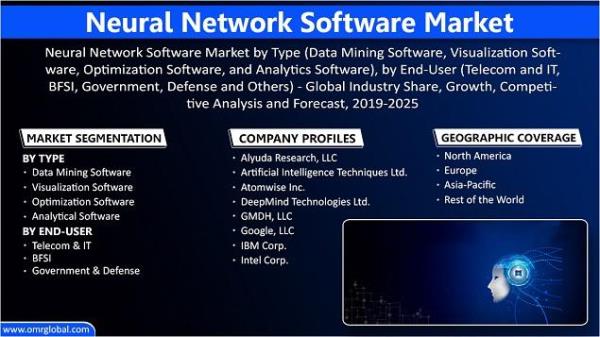 Neural Network Software Market
Neural Network Software Market by Type (Data Mining Software, Visualization Soft-
ware, Optimization Software, and Analytics Software), by End-User (Telecom and IT,
BFSI, Government, Defense and Others) - Global Industry Share, Growth, Competi-
tive Analysis and Forecast, 2019-2025
MARKET SEGMENTATION
BY TYPE
· Data Mining Software
· Visualization Software
· Optimization Software
· Analytical Software
BY END-USER
· Telecom & IT
· BFSI
· Government & Defense
COMPANY PROFILES
· Alyuda Research, LLC
· Artificial Intelligence Techniques Ltd.
· Atomwise Inc.
· DeepMind Technologies Ltd.
· GMDH, LLC
· Google, LLC
· IBM Corp.
· Intel Corp.
GEOGRAPHIC COVERAGE
· North America
· Europe
· Asia-Pacific
· Rest of the World
www.omrglobal.com